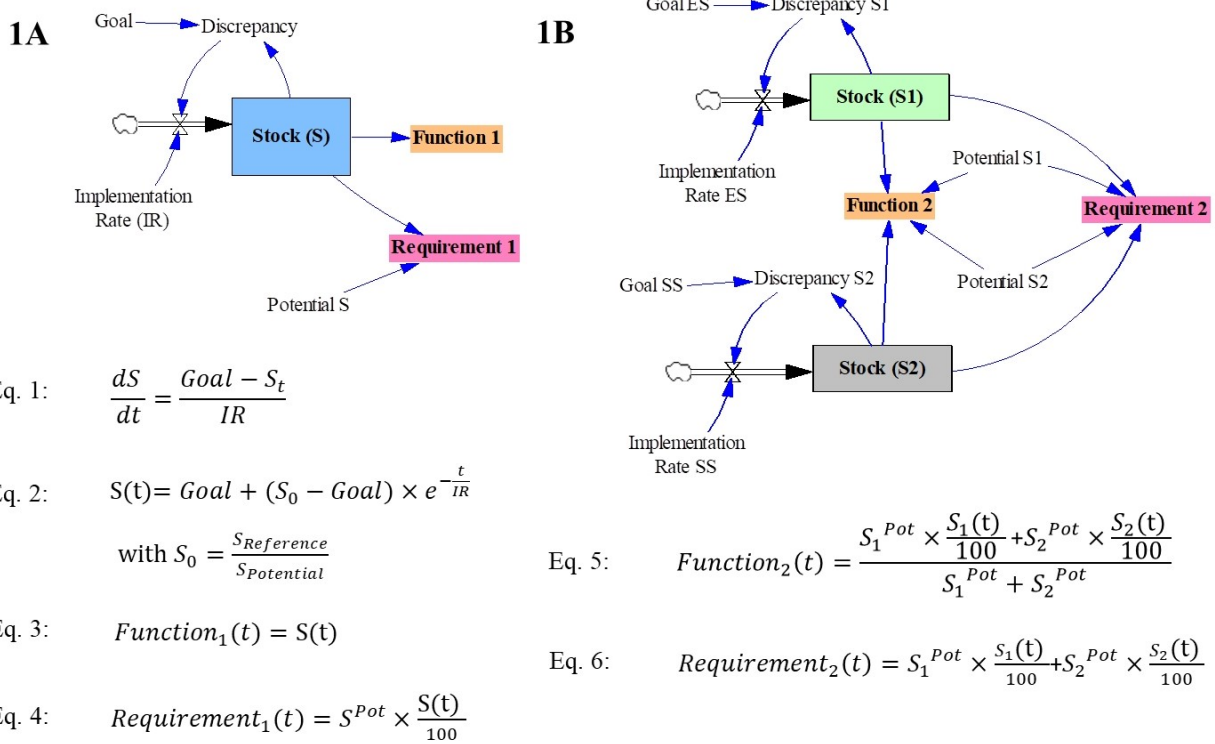 1A
Goal
Discrepancy
Stock (S)
Function 1
Implementation
Rate (IR)
Requirement 1
Potential S
Eq. 1: dS/dt = (Goal − S_t)/IR
Eq. 2: S(t)= Goal + (S_0 − Goal) × e^(−t/IR)
with S_0 = S_Reference/S_Potential
Eq. 3: Function_1(t) = S(t)
Eq. 4: Requirement_1(t) = S^Pot × S(t)/100
1B
Goal ES
Discrepancy S1
Stock (S1)
Implementation
Rate ES
Potential S1
Function 2
Requirement 2
Goal SS
Discrepancy S2
Potential S2
Stock (S2)
Implementation
Rate SS
Eq. 5: Function_2(t) = (S_1^Pot × S_1(t)/100 +S_2^Pot × S_2(t)/100)/(S_1^Pot + S_2^Pot)
Eq. 6: Requirement_2(t) = S_1^Pot × s_1(t)/100+S_2^Pot × s_2(t)/100